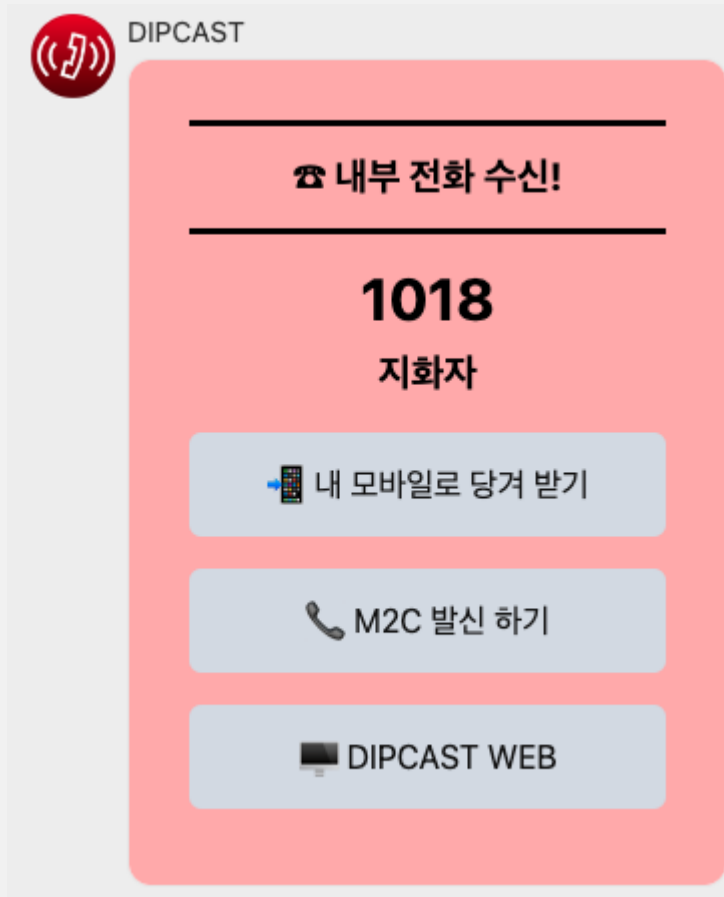 DIPCAST
☎ 내부 전화 수신!
1018
지화자
📲 내 모바일로 당겨 받기
📞 M2C 발신 하기
🖥️ DIPCAST WEB